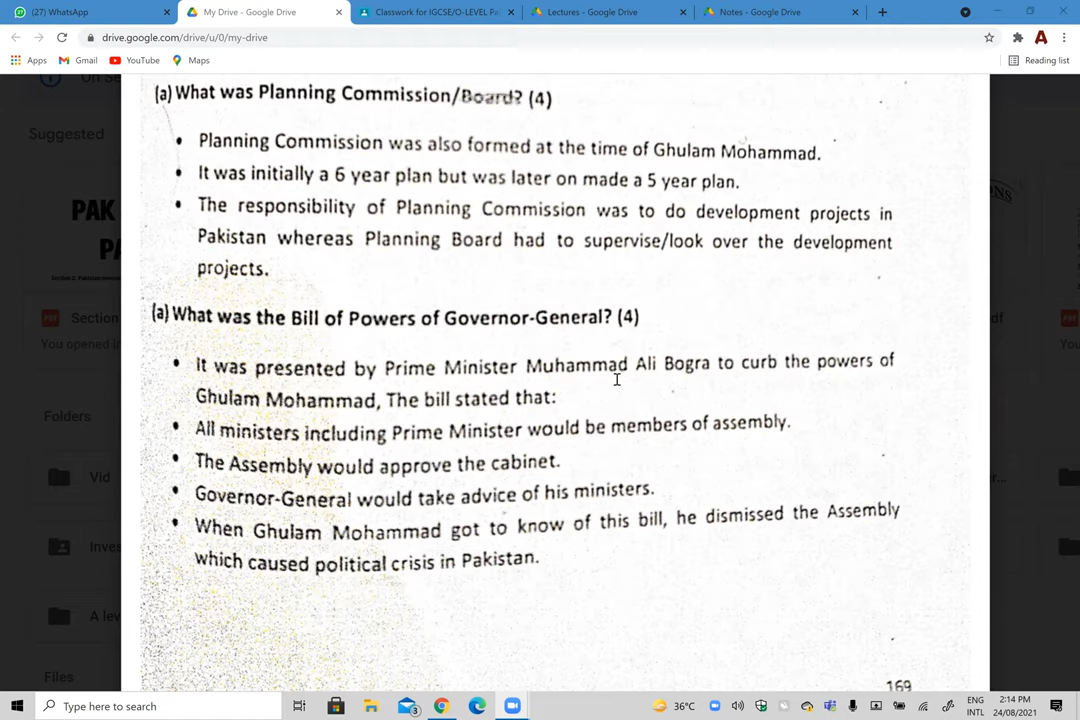 (27) WhatsApp
My Drive - Google Drive
Classwork for IGCSE/O-LEVEL Pa
Lectures - Google Drive
Notes - Google Drive
drive.google.com/drive/u/0/my-drive
Apps
Gmail
YouTube
Maps
Reading list
Suggested
(a) What was Planning Commission/Board? (4)
• Planning Commission was also formed at the time of Ghulam Mohammad.
• It was initially a 6 year plan but was later on made a 5 year plan.
• The responsibility of Planning Commission was to do development projects in
Pakistan whereas Planning Board had to supervise/look over the development
projects.
(a) What was the Bill of Powers of Governor-General? (4)
• It was presented by Prime Minister Muhammad Ali Bogra to curb the powers of
Ghulam Mohammad, The bill stated that:
• All ministers including Prime Minister would be members of assembly.
• The Assembly would approve the cabinet.
• Governor-General would take advice of his ministers.
• When Ghulam Mohammad got to know of this bill, he dismissed the Assembly
which caused political crisis in Pakistan.
169
PAK
PA
Section
You opened
Folders
Vid
Inves
A lev
Files
Type here to search
3
36°C
ENG
INTL
2:14 PM
24/08/2021